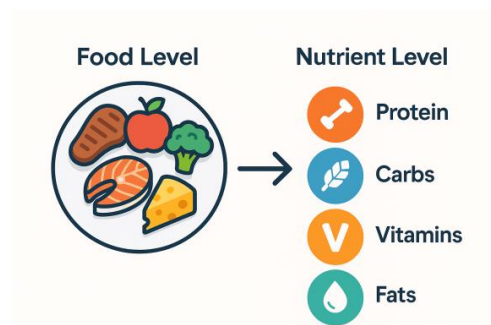 Food Level
Nutrient Level
Protein
Carbs
V
Vitamins
Fats